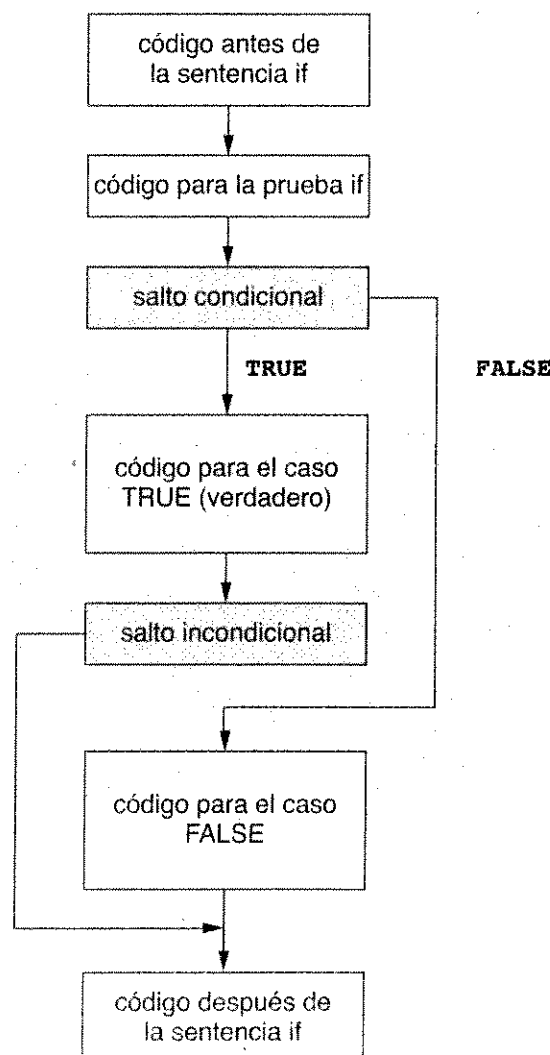 código antes de
la sentencia if
código para la prueba if
salto condicional
TRUE
FALSE
código para el caso
TRUE (verdadero)
salto incondicional
código para el caso
FALSE
código después de
la sentencia if